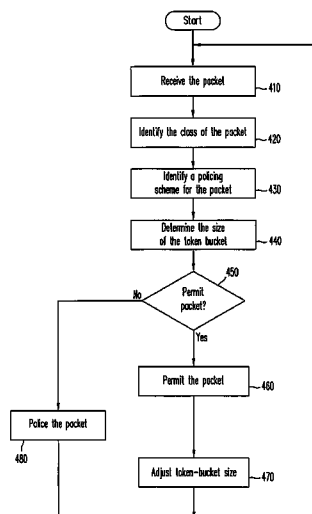 Start
Receive the packet
410
Identify the class of the packet
420
Identify a policing
scheme for the packet
430
Determine the size
of the token bucket
440
450
Permit
packet?
No
Yes
Permit the packet
460
Police the packet
480
Adjust token-bucket size
470